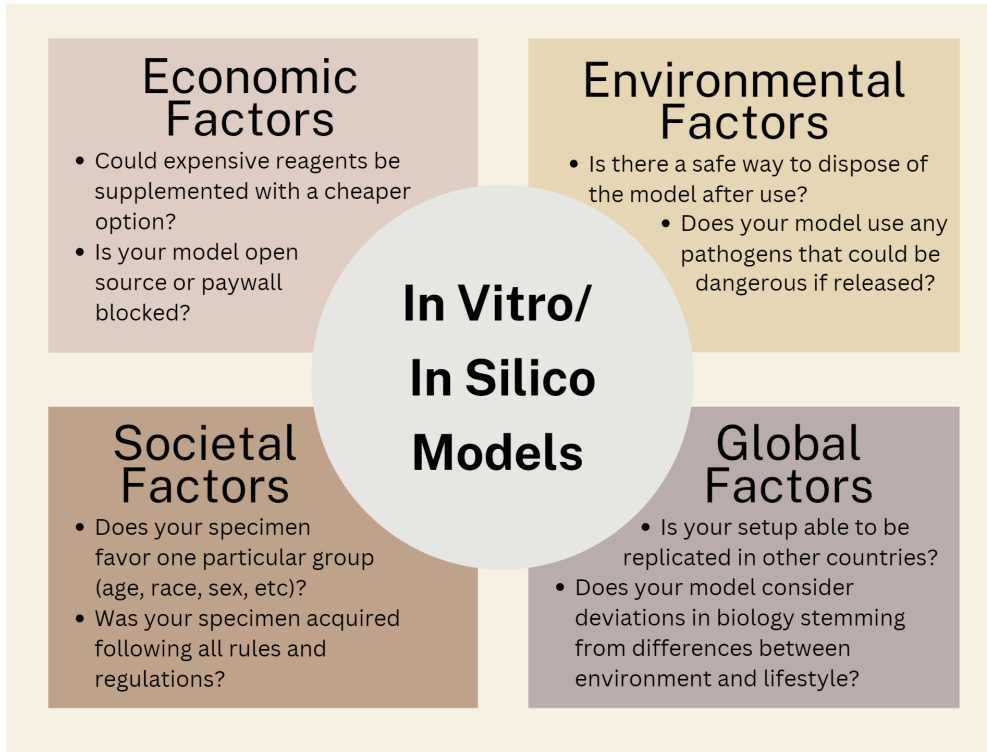 Economic
Factors
• Could expensive reagents be
supplemented with a cheaper
option?
• Is your model open
source or paywall
blocked?
Environmental
Factors
• Is there a safe way to dispose of
the model after use?
• Does your model use any
pathogens that could be
dangerous if released?
In Vitro/
In Silico
Models
Societal
Factors
• Does your specimen
favor one particular group
(age, race, sex, etc)?
• Was your specimen acquired
following all rules and
regulations?
Global
Factors
• Is your setup able to be
replicated in other countries?
• Does your model consider
deviations in biology stemming
from differences between
environment and lifestyle?